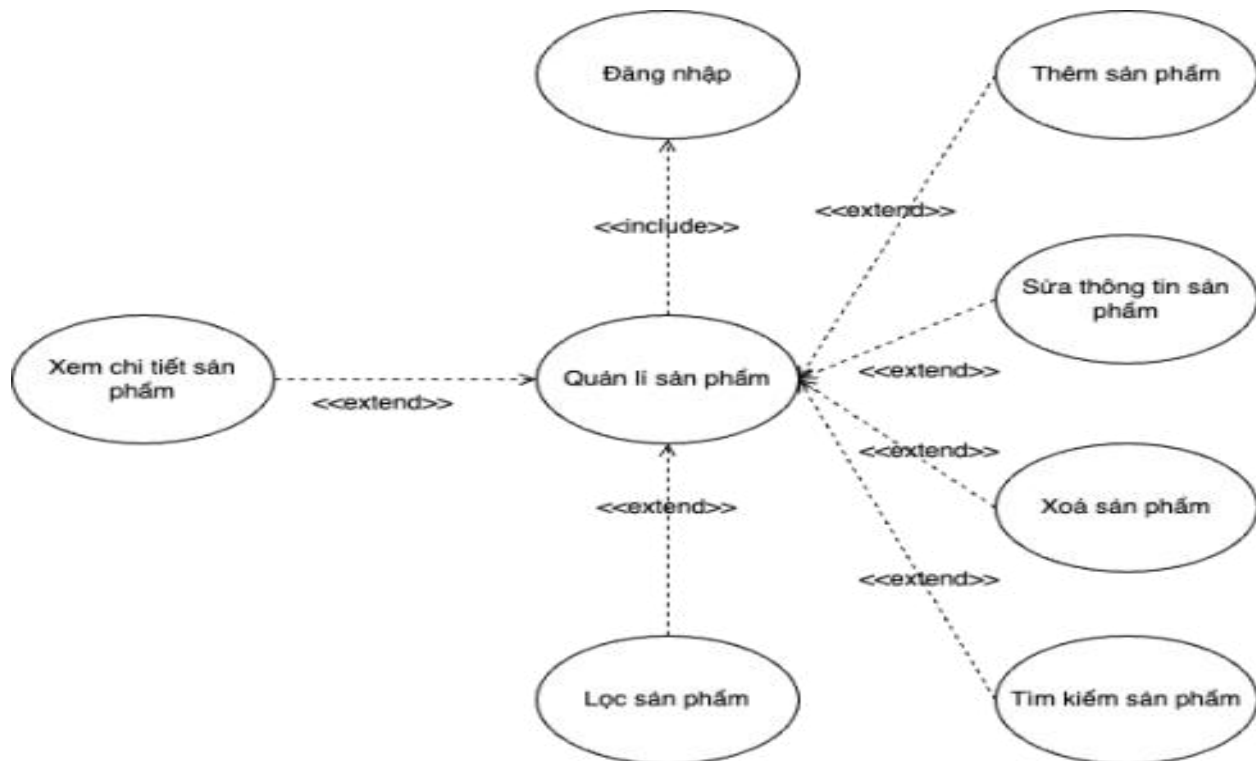 Đăng nhập
Thêm sản phẩm
<<extend>>
<<include>>
Sửa thông tin sản
phẩm
Xem chi tiết sản
phẩm
Quản lí sản phẩm
<<extend>>
<<extend>>
<<extend>>
<<extend>>
Xoá sản phẩm
<<extend>>
Lọc sản phẩm
Tìm kiếm sản phẩm